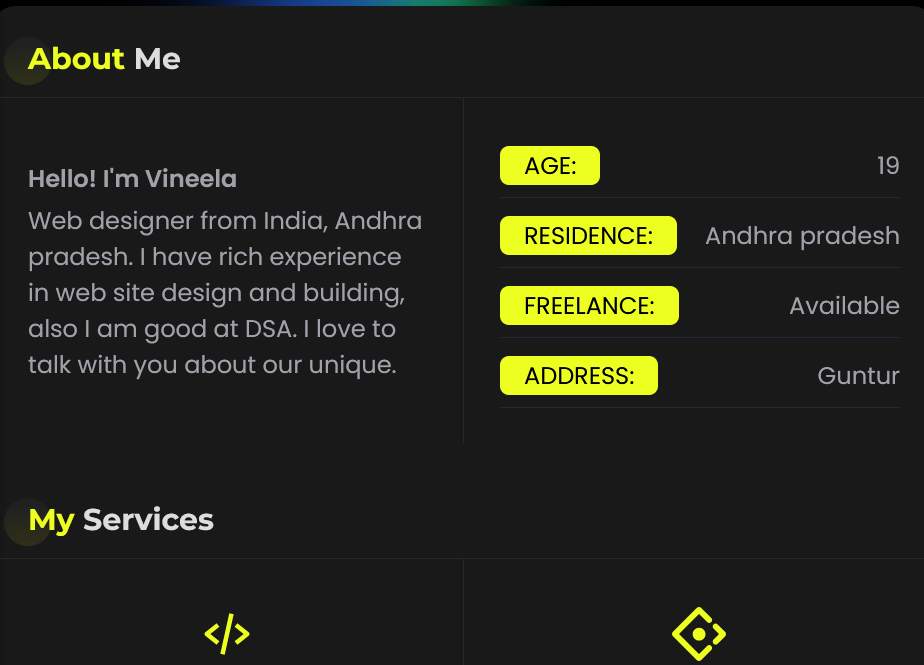 About Me
Hello! I'm Vineela
Web designer from India, Andhra
pradesh. I have rich experience
in web site design and building,
also I am good at DSA. I love to
talk with you about our unique.
AGE: 19
RESIDENCE: Andhra pradesh
FREELANCE: Available
ADDRESS: Guntur
My Services